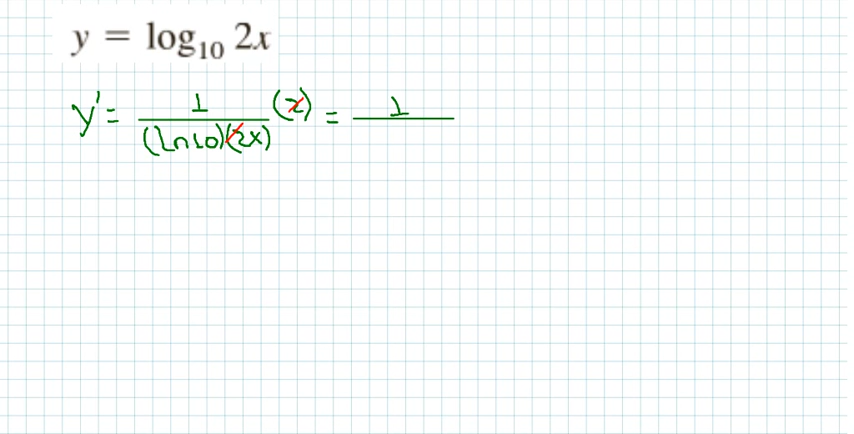 y = log₁₀ 2x
y' = 1/((ln10)(2x)) (2) = 1/